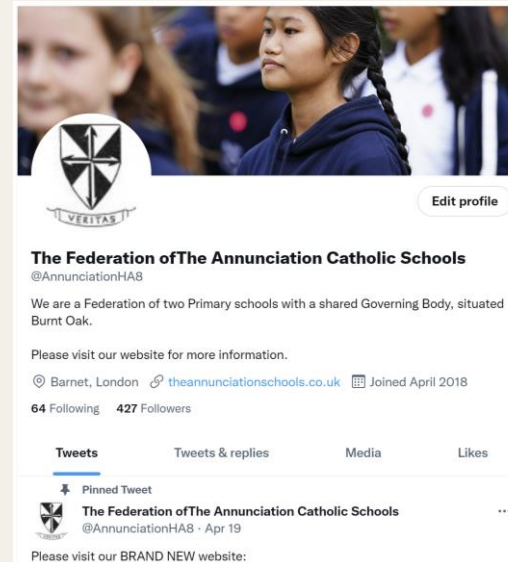 VERITAS
Edit profile
The Federation ofThe Annunciation Catholic Schools
@AnnunciationHA8
We are a Federation of two Primary schools with a shared Governing Body, situated
Burnt Oak.
Please visit our website for more information.
Barnet, London theannunciationschools.co.uk Joined April 2018
64 Following 427 Followers
Tweets Tweets & replies Media Likes
Pinned Tweet
The Federation ofThe Annunciation Catholic Schools
@AnnunciationHA8 · Apr 19
Please visit our BRAND NEW website: